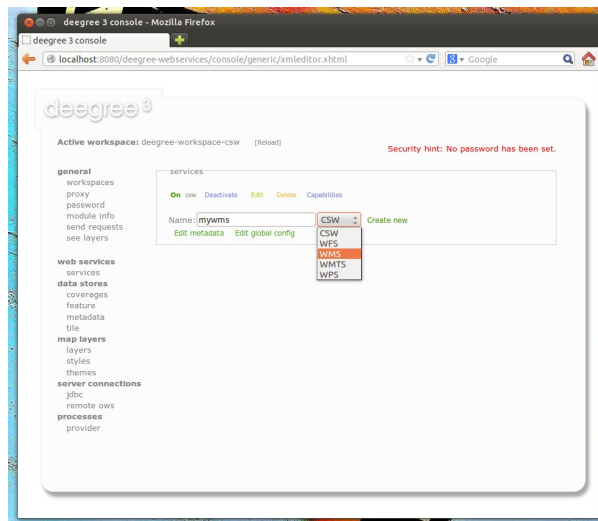 deegree 3 console - Mozilla Firefox
deegree 3 console
localhost:8080/deegree-webservices/console/generic/xmleditor.xhtml
Google
deegree 3
Active workspace: deegree-workspace-csw [Reload]
Security hint: No password has been set.
general
workspaces
proxy
password
module info
send requests
see layers
web services
services
data stores
coverages
feature
metadata
tile
map layers
layers
styles
themes
server connections
jdbc
remote ows
processes
provider
services
On csw Deactivate Edit Delete Capabilities
Name: mywms CSW Create new
Edit metadata Edit global config
CSW
WFS
WMS
WMTS
WPS